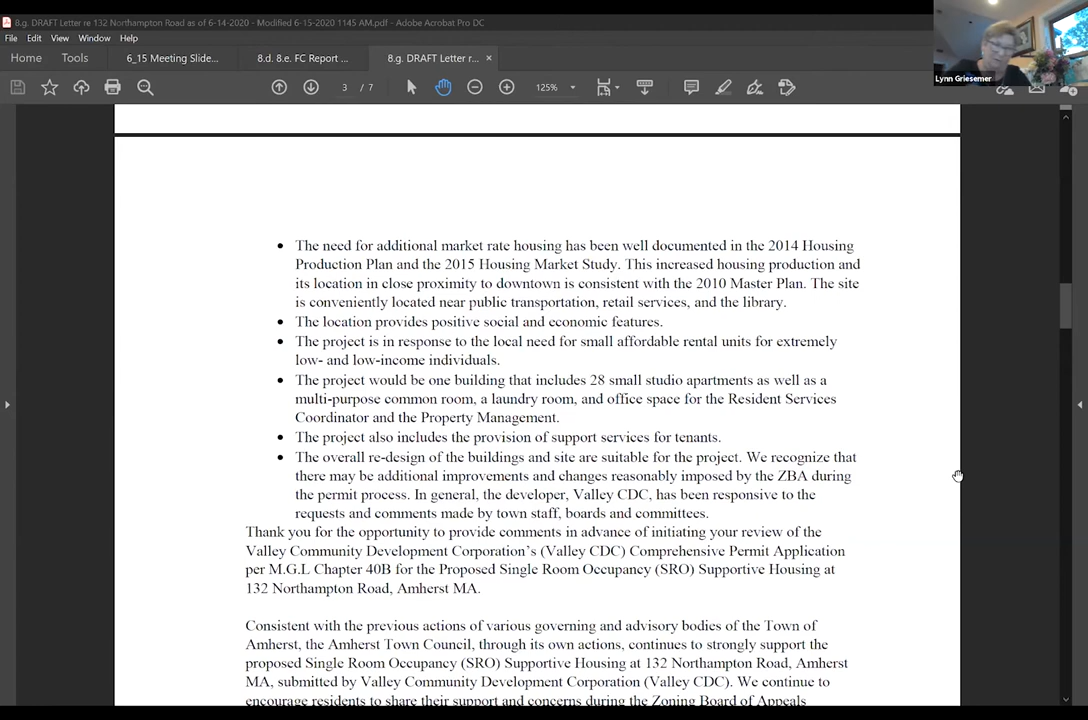 8.g. DRAFT Letter re 132 Northampton Road as of 6-14-2020 - Modified 6-15-2020 1145 AM.pdf - Adobe Acrobat Pro DC
File Edit View Window Help
Home Tools 6_15 Meeting Slide... 8.d. 8.e. FC Report ... 8.g. DRAFT Letter r... ×
Lynn Griesemer
3 / 7 125%
• The need for additional market rate housing has been well documented in the 2014 Housing
Production Plan and the 2015 Housing Market Study. This increased housing production and
its location in close proximity to downtown is consistent with the 2010 Master Plan. The site
is conveniently located near public transportation, retail services, and the library.
• The location provides positive social and economic features.
• The project is in response to the local need for small affordable rental units for extremely
low- and low-income individuals.
• The project would be one building that includes 28 small studio apartments as well as a
multi-purpose common room, a laundry room, and office space for the Resident Services
Coordinator and the Property Management.
• The project also includes the provision of support services for tenants.
• The overall re-design of the buildings and site are suitable for the project. We recognize that
there may be additional improvements and changes reasonably imposed by the ZBA during
the permit process. In general, the developer, Valley CDC, has been responsive to the
requests and comments made by town staff, boards and committees.
Thank you for the opportunity to provide comments in advance of initiating your review of the
Valley Community Development Corporation’s (Valley CDC) Comprehensive Permit Application
per M.G.L Chapter 40B for the Proposed Single Room Occupancy (SRO) Supportive Housing at
132 Northampton Road, Amherst MA.
Consistent with the previous actions of various governing and advisory bodies of the Town of
Amherst, the Amherst Town Council, through its own actions, continues to strongly support the
proposed Single Room Occupancy (SRO) Supportive Housing at 132 Northampton Road, Amherst
MA, submitted by Valley Community Development Corporation (Valley CDC). We continue to
encourage residents to share their support and concerns during the Zoning Board of Appeals